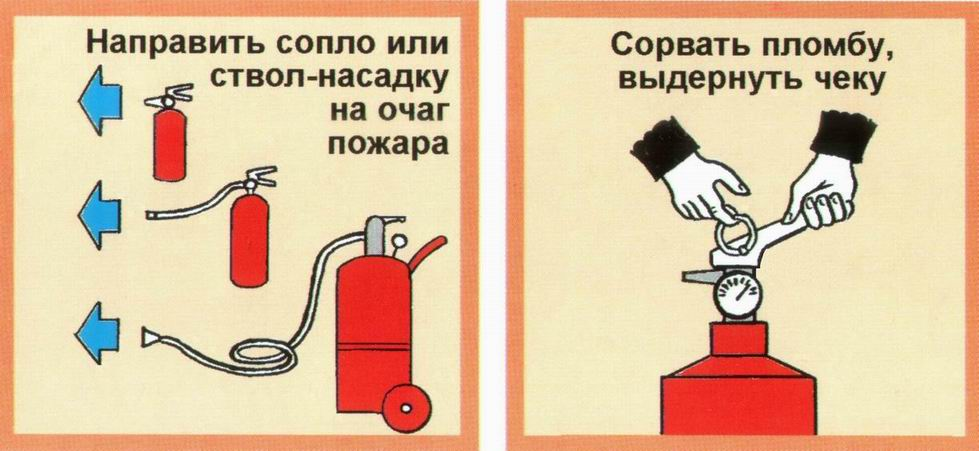 Направить сопло или
ствол-насадку
на очаг
пожара
Сорвать пломбу,
выдернуть чеку